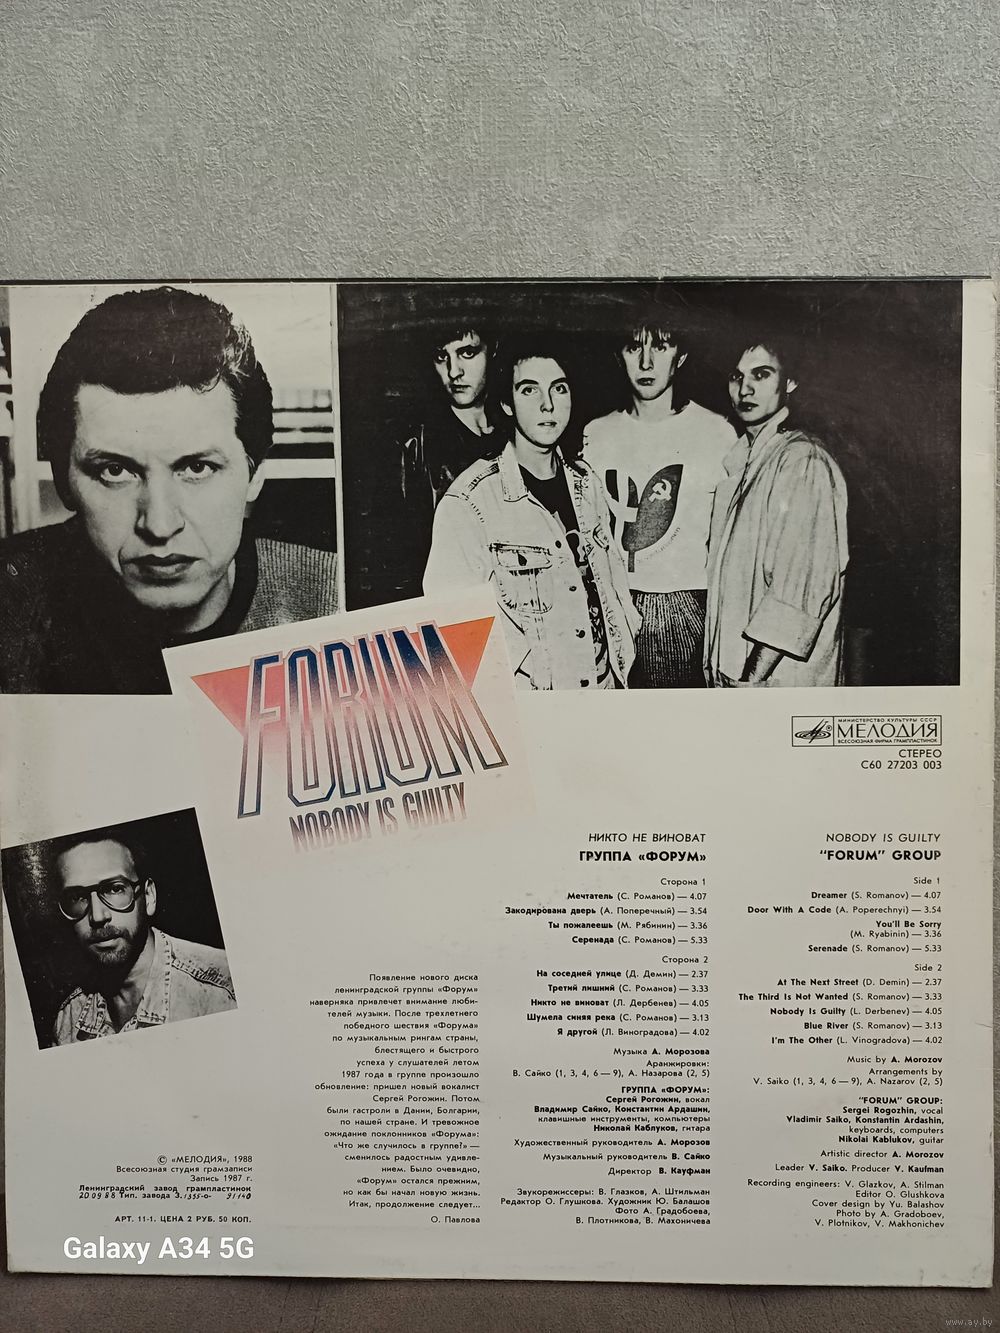 FORUM
NOBODY IS GUILTY
МИНИСТЕРСТВО КУЛЬТУРЫ СССР
МЕЛОДИЯ
ВСЕСОЮЗНАЯ ФИРМА ГРАМПЛАСТИНОК
СТЕРЕО
С60 27203 003
НИКТО НЕ ВИНОВАТ
ГРУППА «ФОРУМ»
Сторона 1
Мечтатель (С. Романов) — 4.07
Закодирована дверь (А. Поперечный) — 3.54
Ты пожалеешь (М. Рябинин) — 3.36
Серенада (С. Романов) — 5.33
Сторона 2
На соседней улице (Д. Демин) — 2.37
Третий лишний (С. Романов) — 3.33
Никто не виноват (Л. Дербенев) — 4.05
Шумела синяя река (С. Романов) — 3.13
Я другой (Л. Виноградова) — 4.02
Музыка А. Морозова
Аранжировки:
В. Сайко (1, 3, 4, 6 — 9), А. Назарова (2, 5)
ГРУППА «ФОРУМ»:
Сергей Рогожин, вокал
Владимир Сайко, Константин Ардашин,
клавишные инструменты, компьютеры
Николай Каблуков, гитара
Художественный руководитель А. Морозов
Музыкальный руководитель В. Сайко
Директор В. Кауфман
Звукорежиссеры: В. Глазков, А. Штильман
Редактор О. Глушкова. Художник Ю. Балашов
Фото А. Градобоева,
В. Плотникова, В. Махоничева
NOBODY IS GUILTY
“FORUM” GROUP
Side 1
Dreamer (S. Romanov) — 4.07
Door With A Code (A. Poperechnyi) — 3.54
You'll Be Sorry
(M. Ryabinin) — 3.36
Serenade (S. Romanov) — 5.33
Side 2
At The Next Street (D. Demin) — 2.37
The Third Is Not Wanted (S. Romanov) — 3.33
Nobody Is Guilty (L. Derbenev) — 4.05
Blue River (S. Romanov) — 3.13
I'm The Other (L. Vinogradova) — 4.02
Music by A. Morozov
Arrangements by
V. Saiko (1, 3, 4, 6 — 9), A. Nazarov (2, 5)
“FORUM” GROUP:
Sergei Rogozhin, vocal
Vladimir Saiko, Konstantin Ardashin,
keyboards, computers
Nikolai Kablukov, guitar
Artistic director A. Morozov
Leader V. Saiko. Producer V. Kaufman
Recording engineers: V. Glazkov, A. Stilman
Editor O. Glushkova
Cover design by Yu. Balashov
Photo by A. Gradoboev,
V. Plotnikov, V. Makhonichev
Появление нового диска
ленинградской группы «Форум»
наверняка привлечет внимание люби-
телей музыки. После трехлетнего
победного шествия «Форума»
по музыкальным рингам страны,
блестящего и быстрого
успеха у слушателей летом
1987 года в группе произошло
обновление: пришел новый вокалист
Сергей Рогожин. Потом
были гастроли в Дании, Болгарии,
по нашей стране. И тревожное
ожидание поклонников «Форума»:
«Что же случилось в группе?» —
сменилось радостным удивле-
нием. Было очевидно,
«Форум» остался прежним,
но как бы начал новую жизнь.
Итак, продолжение следует...
О. Павлова
© «МЕЛОДИЯ», 1988
Всесоюзная студия грамзаписи
Запись 1987 г.
Ленинградский завод грампластинок
20 09 88 Тип. завода З.
АРТ. 11-1. ЦЕНА 2 РУБ. 50 КОП.
Galaxy A34 5G
www.ay.by